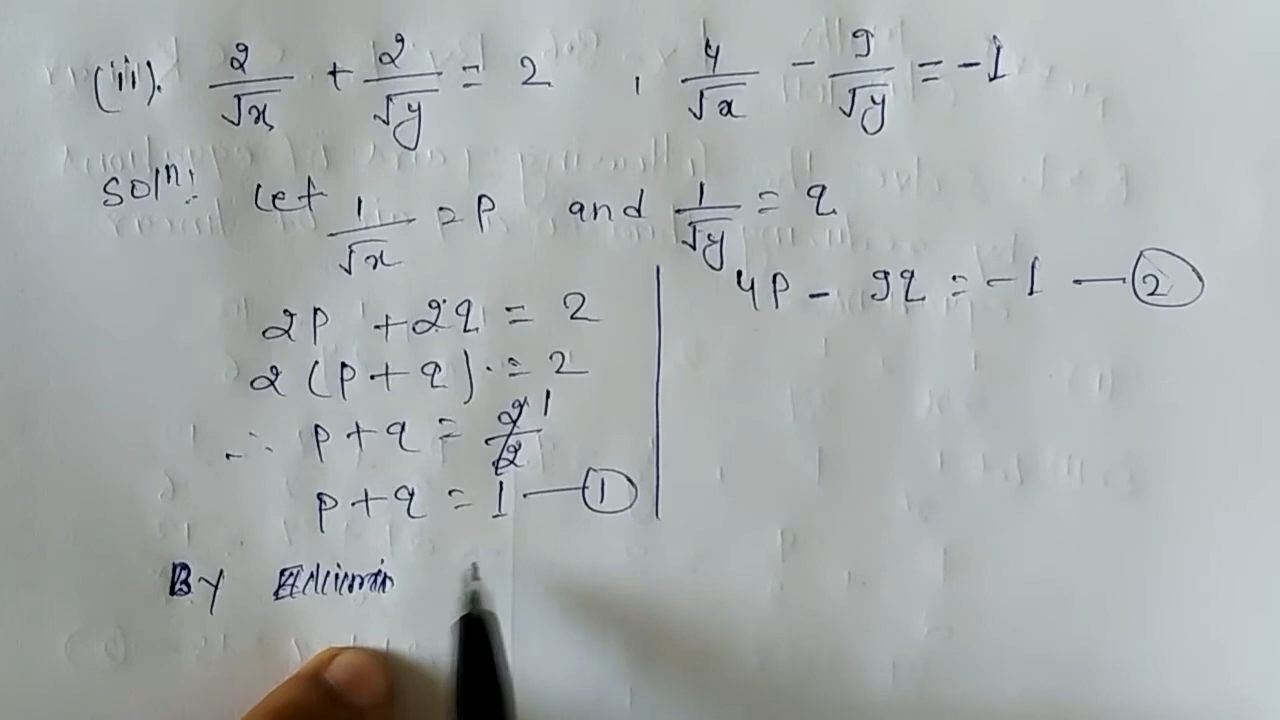 (iii). 2/√x + 2/√y = 2 , 4/√x - 9/√y = -1
Solⁿ: Let 1/√x = P and 1/√y = q
2P + 2q = 2
2(P + q) = 2
∴ P + q = 2/2 1
P + q = 1 — ①
4P - 9q = -1 — ②
By